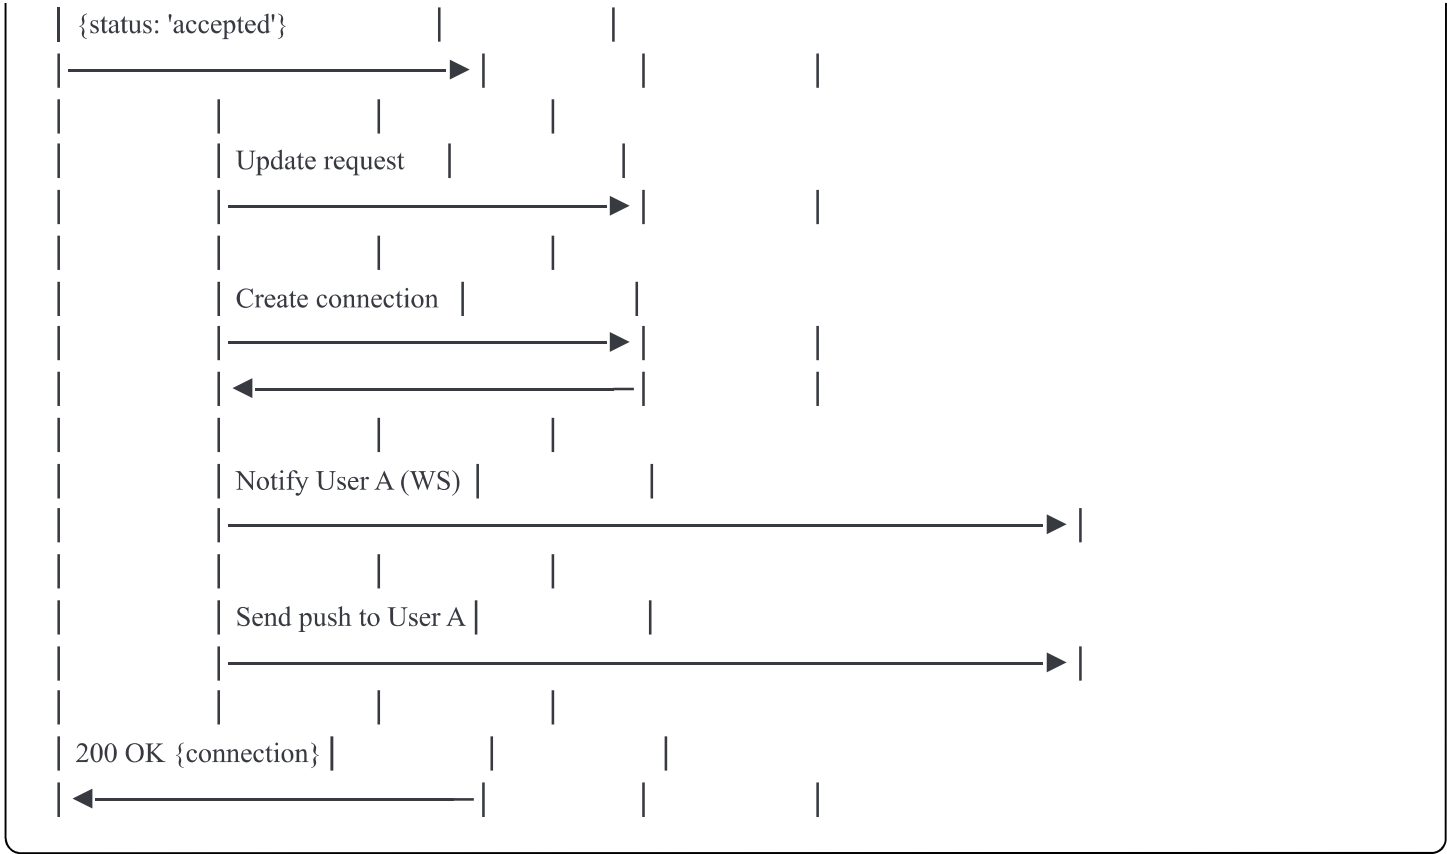 {status: 'accepted'}
Update request
Create connection
Notify User A (WS)
Send push to User A
200 OK {connection}